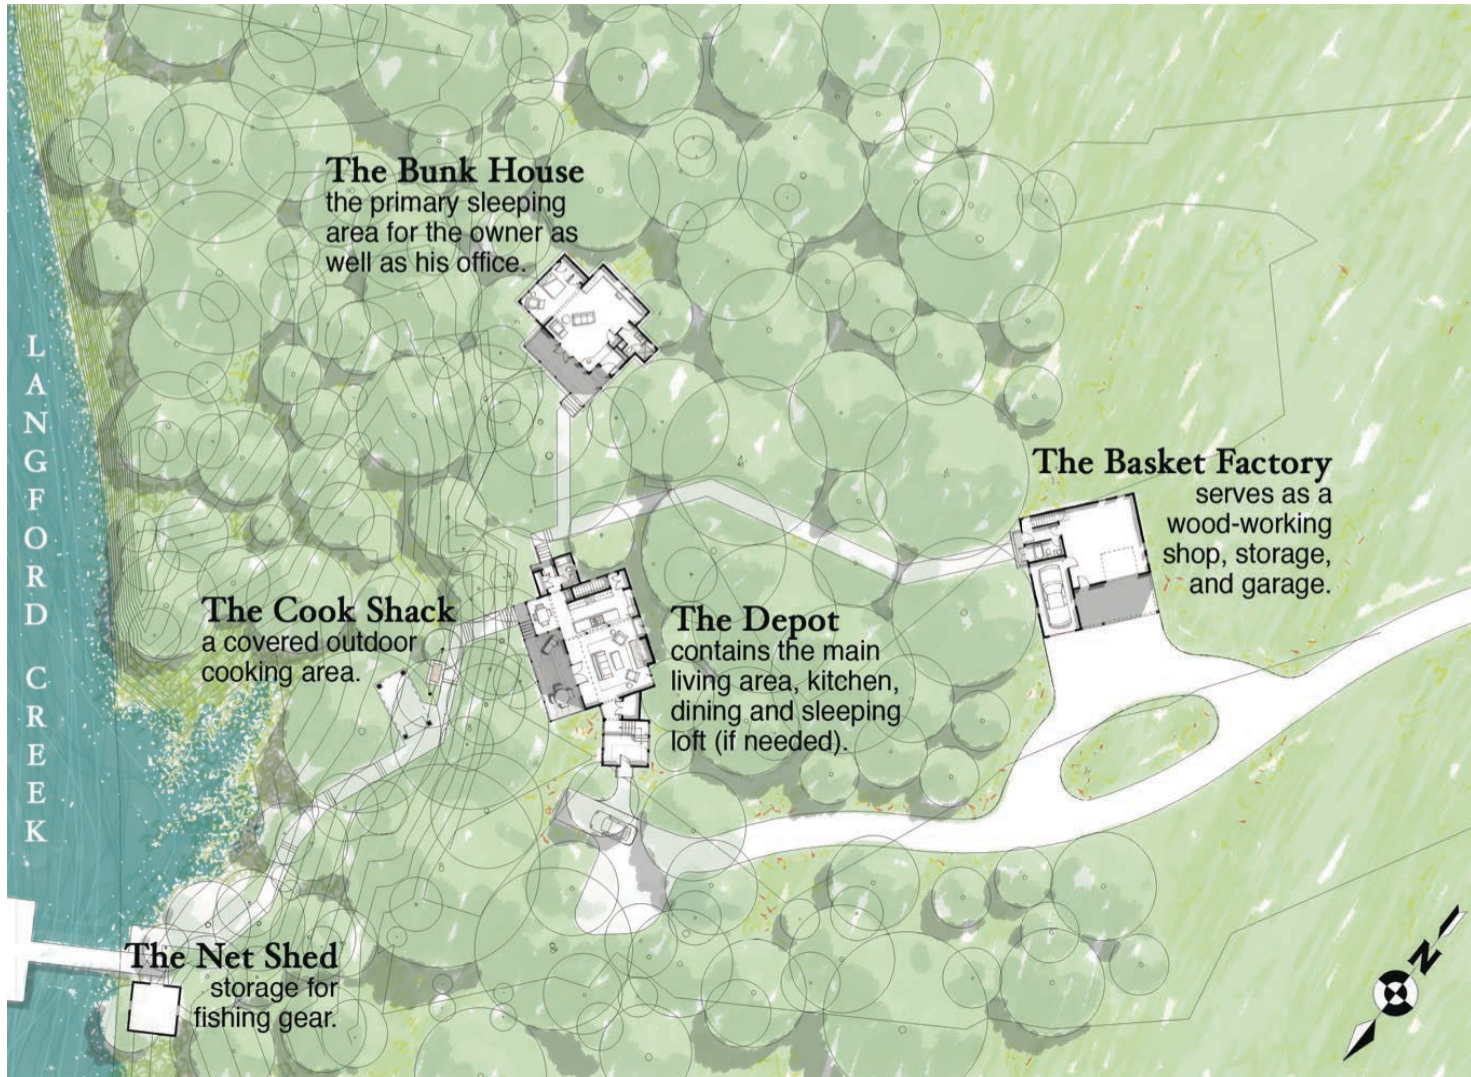 The Bunk House
the primary sleeping
area for the owner as
well as his office.
LANGFORD CREEK
The Basket Factory
serves as a
wood-working
shop, storage,
and garage.
The Cook Shack
a covered outdoor
cooking area.
The Depot
contains the main
living area, kitchen,
dining and sleeping
loft (if needed).
The Net Shed
storage for
fishing gear.
N